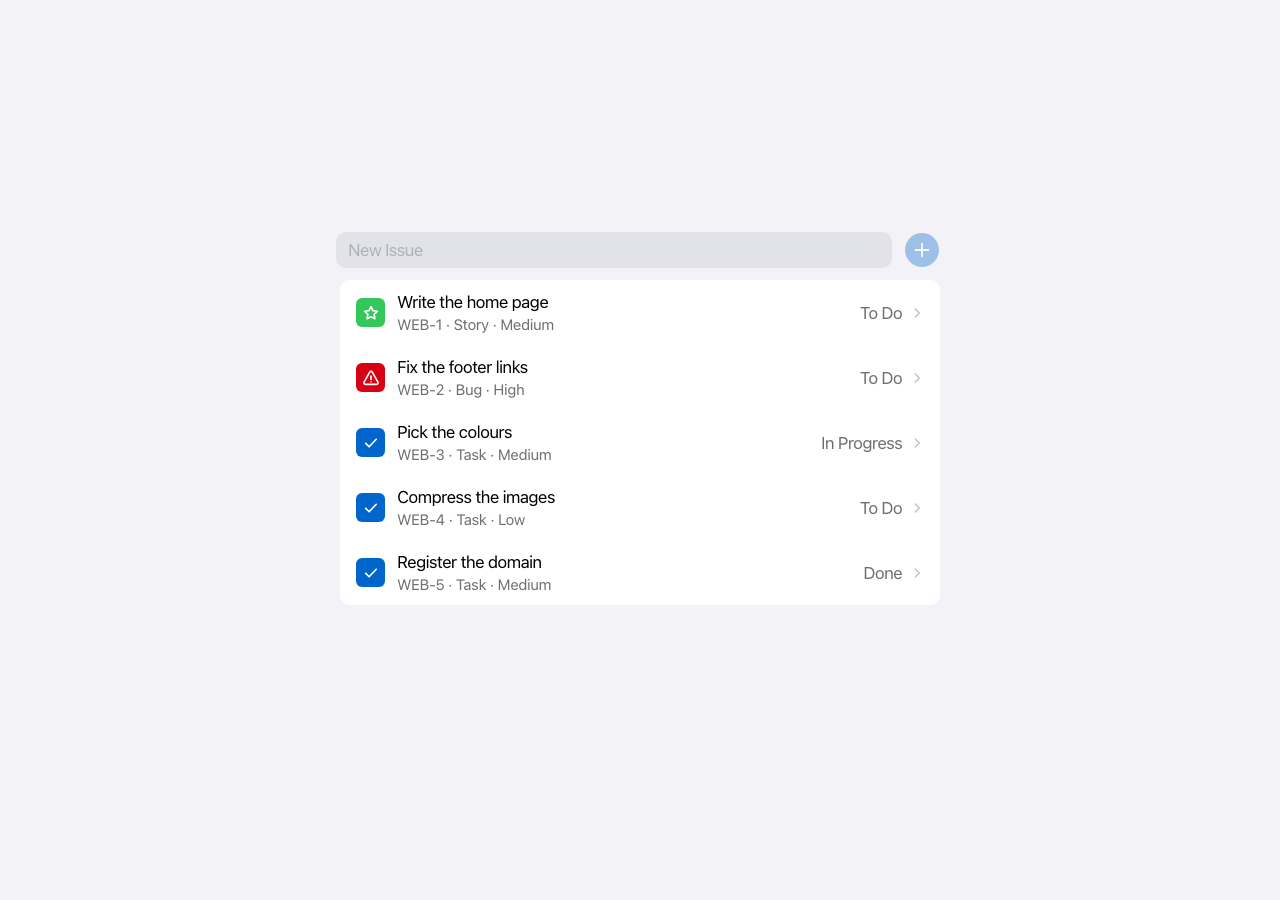 New Issue
Write the home page
WEB-1 · Story · Medium
To Do
Fix the footer links
WEB-2 · Bug · High
To Do
Pick the colours
WEB-3 · Task · Medium
In Progress
Compress the images
WEB-4 · Task · Low
To Do
Register the domain
WEB-5 · Task · Medium
Done